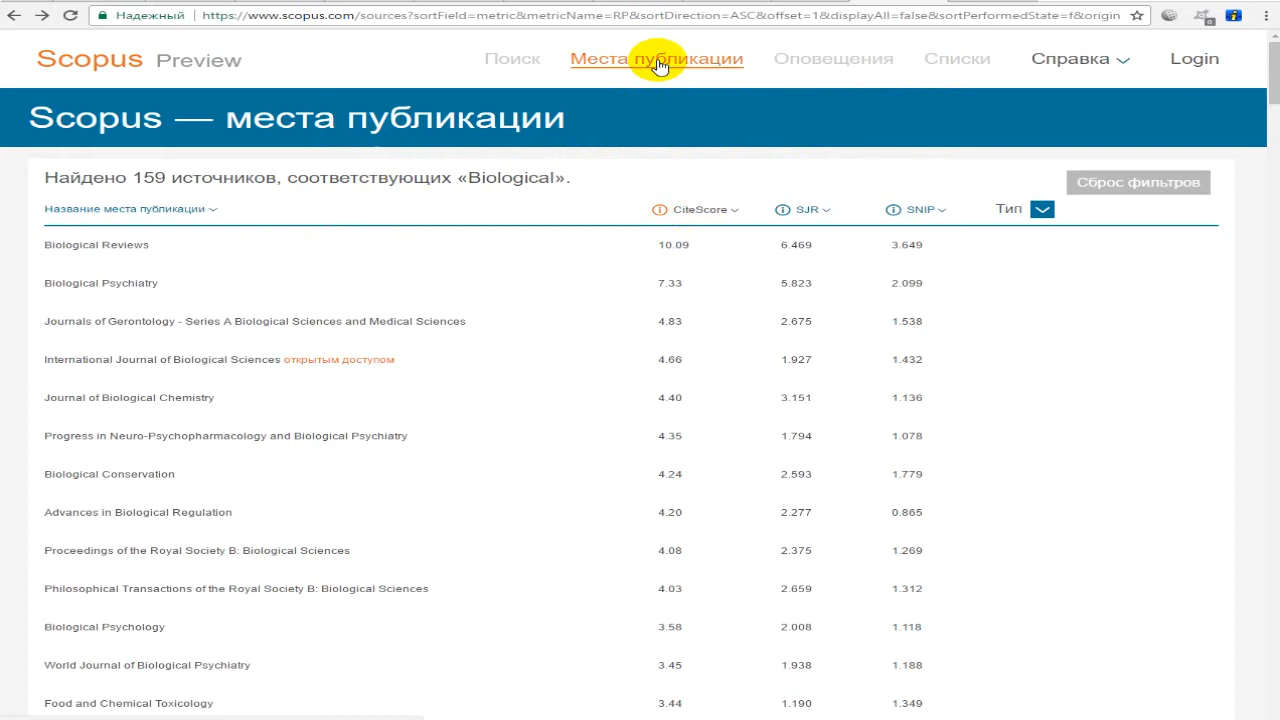 Надежный https://www.scopus.com/sources?sortField=metric&metricName=RP&sortDirection=ASC&offset=1&displayAll=false&sortPerformedState=f&origin
Scopus Preview Поиск Места публикации Оповещения Списки Справка Login
Scopus — места публикации
Найдено 159 источников, соответствующих «Biological». Сброс фильтров
Название места публикации CiteScore SJR SNIP Тип
Biological Reviews 10.09 6.469 3.649
Biological Psychiatry 7.33 5.823 2.099
Journals of Gerontology - Series A Biological Sciences and Medical Sciences 4.83 2.675 1.538
International Journal of Biological Sciences открытым доступом 4.66 1.927 1.432
Journal of Biological Chemistry 4.40 3.151 1.136
Progress in Neuro-Psychopharmacology and Biological Psychiatry 4.35 1.794 1.078
Biological Conservation 4.24 2.593 1.779
Advances in Biological Regulation 4.20 2.277 0.865
Proceedings of the Royal Society B: Biological Sciences 4.08 2.375 1.269
Philosophical Transactions of the Royal Society B: Biological Sciences 4.03 2.659 1.312
Biological Psychology 3.58 2.008 1.118
World Journal of Biological Psychiatry 3.45 1.938 1.188
Food and Chemical Toxicology 3.44 1.190 1.349